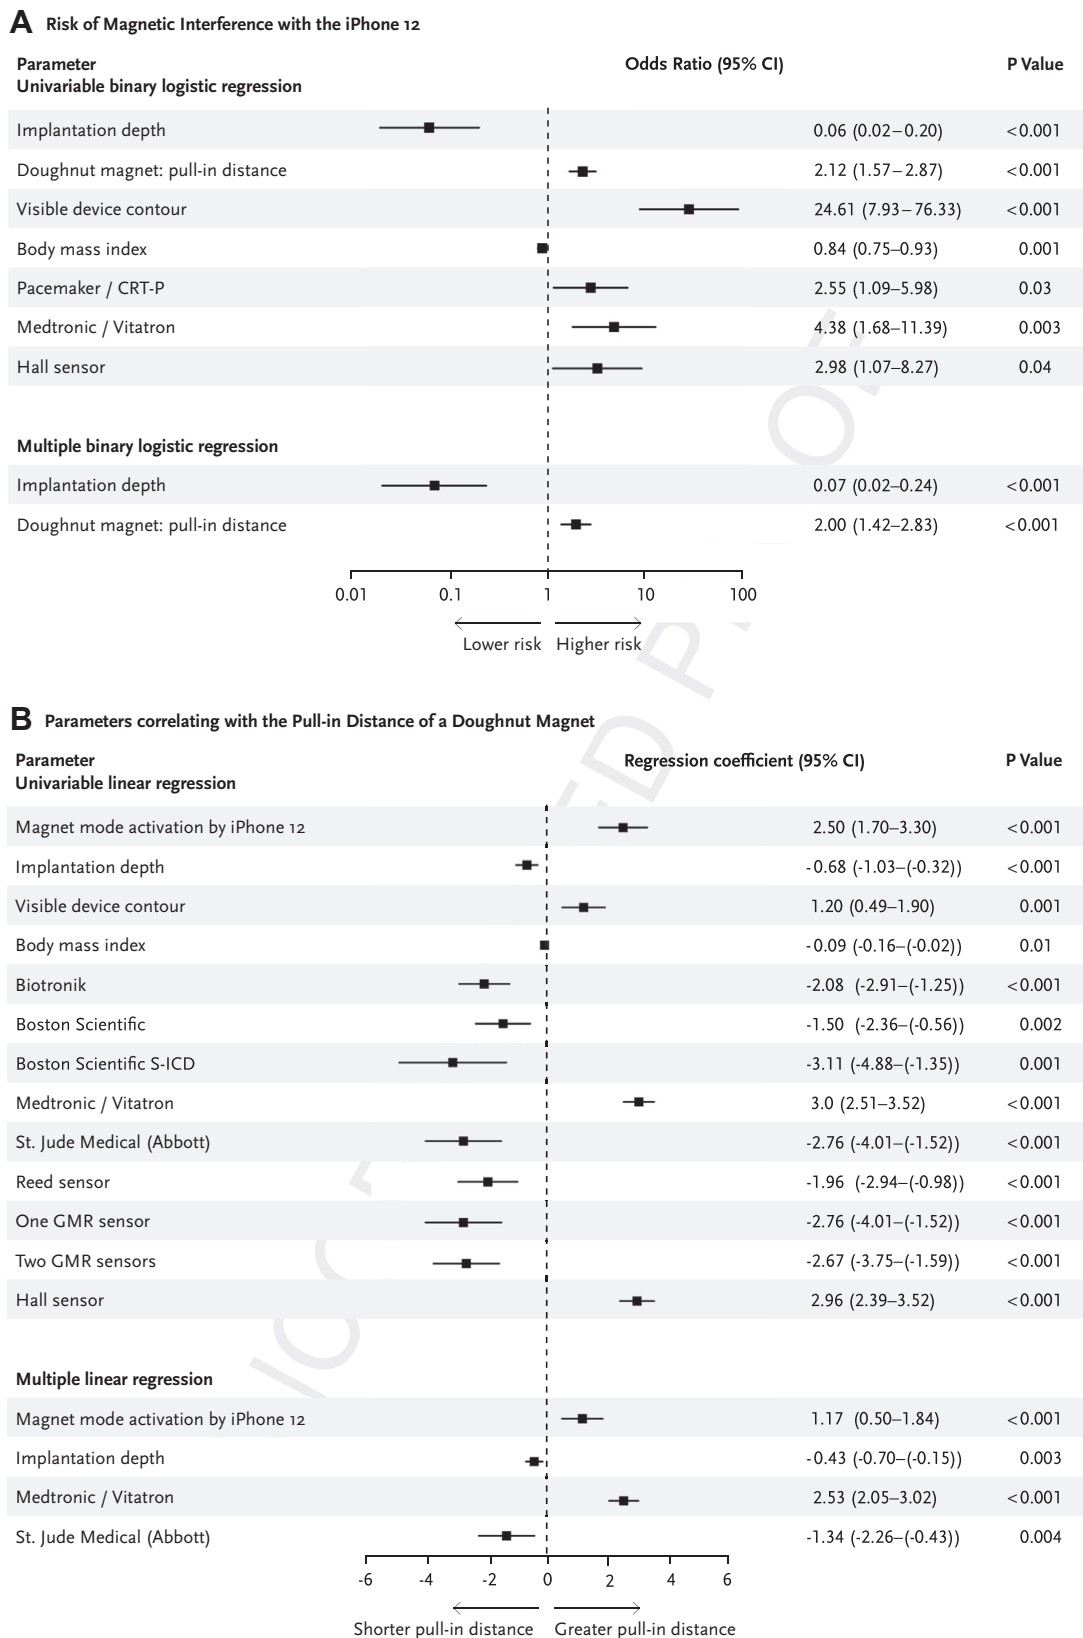 A Risk of Magnetic Interference with the iPhone 12
Parameter Odds Ratio (95% CI) P Value
Univariable binary logistic regression
Implantation depth 0.06 (0.02–0.20) <0.001
Doughnut magnet: pull-in distance 2.12 (1.57–2.87) <0.001
Visible device contour 24.61 (7.93–76.33) <0.001
Body mass index 0.84 (0.75–0.93) 0.001
Pacemaker / CRT-P 2.55 (1.09–5.98) 0.03
Medtronic / Vitatron 4.38 (1.68–11.39) 0.003
Hall sensor 2.98 (1.07–8.27) 0.04
Multiple binary logistic regression
Implantation depth 0.07 (0.02–0.24) <0.001
Doughnut magnet: pull-in distance 2.00 (1.42–2.83) <0.001
0.01 0.1 1 10 100
Lower risk Higher risk
B Parameters correlating with the Pull-in Distance of a Doughnut Magnet
Parameter Regression coefficient (95% CI) P Value
Univariable linear regression
Magnet mode activation by iPhone 12 2.50 (1.70–3.30) <0.001
Implantation depth -0.68 (-1.03–(-0.32)) <0.001
Visible device contour 1.20 (0.49–1.90) 0.001
Body mass index -0.09 (-0.16–(-0.02)) 0.01
Biotronik -2.08 (-2.91–(-1.25)) <0.001
Boston Scientific -1.50 (-2.36–(-0.56)) 0.002
Boston Scientific S-ICD -3.11 (-4.88–(-1.35)) 0.001
Medtronic / Vitatron 3.0 (2.51–3.52) <0.001
St. Jude Medical (Abbott) -2.76 (-4.01–(-1.52)) <0.001
Reed sensor -1.96 (-2.94–(-0.98)) <0.001
One GMR sensor -2.76 (-4.01–(-1.52)) <0.001
Two GMR sensors -2.67 (-3.75–(-1.59)) <0.001
Hall sensor 2.96 (2.39–3.52) <0.001
Multiple linear regression
Magnet mode activation by iPhone 12 1.17 (0.50–1.84) <0.001
Implantation depth -0.43 (-0.70–(-0.15)) 0.003
Medtronic / Vitatron 2.53 (2.05–3.02) <0.001
St. Jude Medical (Abbott) -1.34 (-2.26–(-0.43)) 0.004
-6 -4 -2 0 2 4 6
Shorter pull-in distance Greater pull-in distance